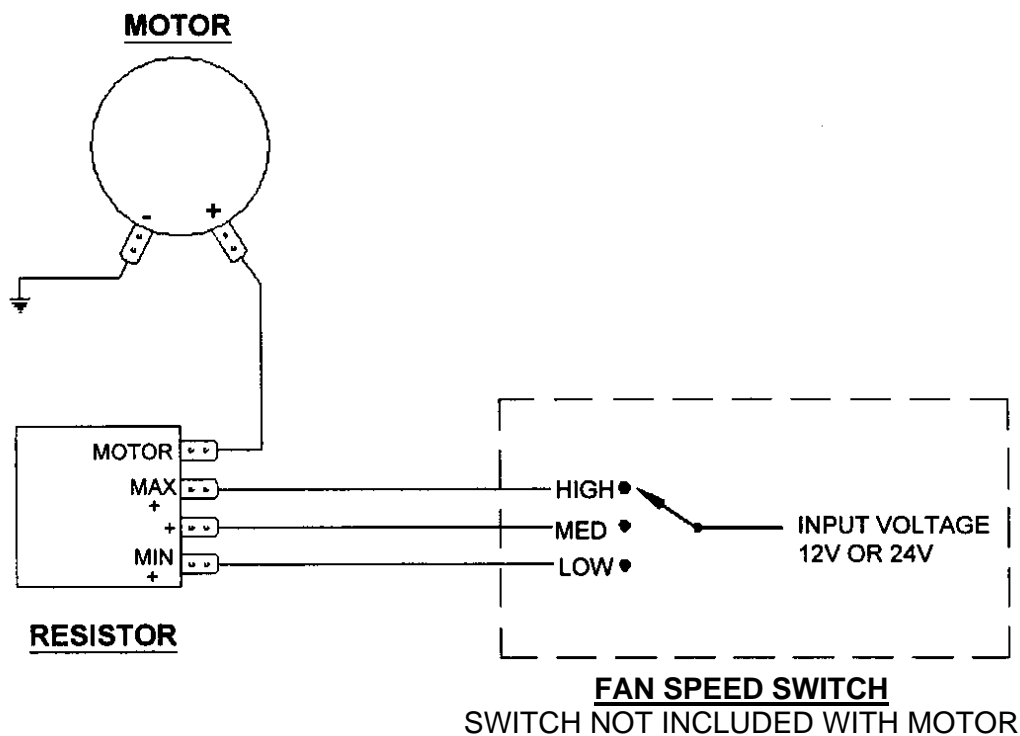 MOTOR
- +
MOTOR
MAX
+
+
MIN
+
RESISTOR
HIGH
MED
LOW
INPUT VOLTAGE
12V OR 24V
FAN SPEED SWITCH
SWITCH NOT INCLUDED WITH MOTOR